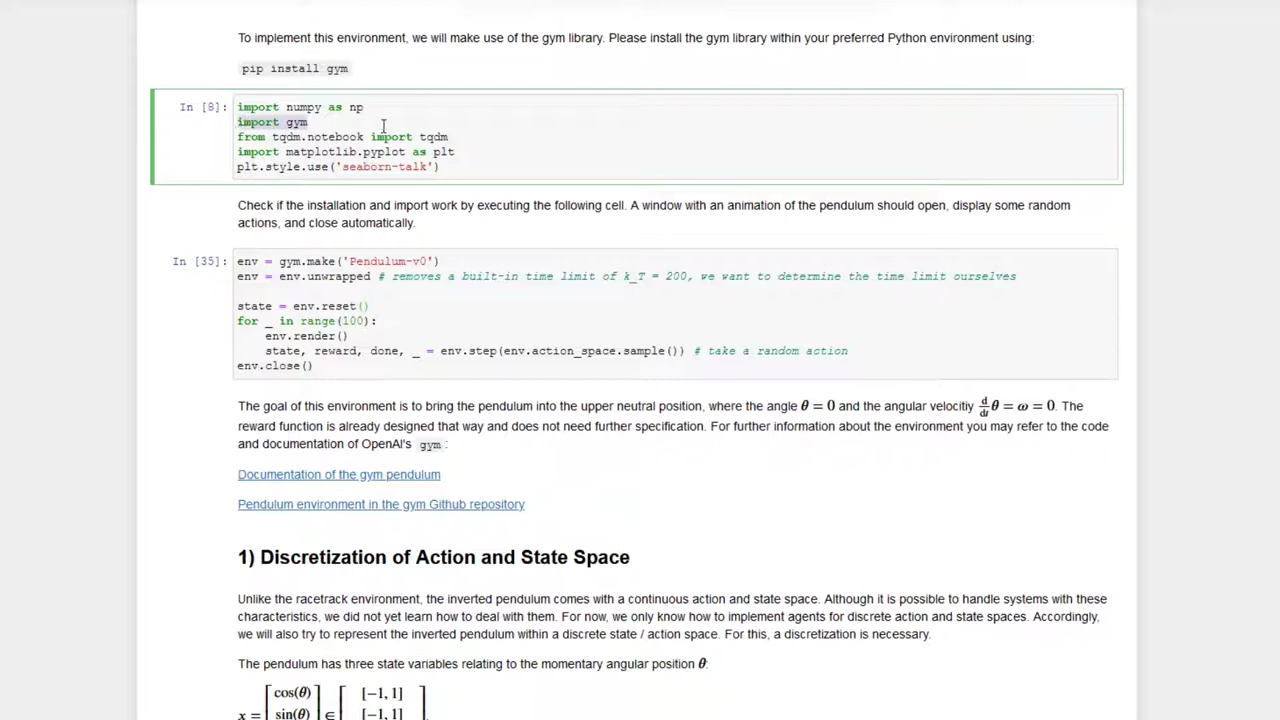 To implement this environment, we will make use of the gym library. Please install the gym library within your preferred Python environment using:
pip install gym
In [8]:
import numpy as np
import gym
from tqdm.notebook import tqdm
import matplotlib.pyplot as plt
plt.style.use('seaborn-talk')
Check if the installation and import work by executing the following cell. A window with an animation of the pendulum should open, display some random
actions, and close automatically.
In [35]:
env = gym.make('Pendulum-v0')
env = env.unwrapped # removes a built-in time limit of k_T = 200, we want to determine the time limit ourselves
state = env.reset()
for _ in range(100):
    env.render()
    state, reward, done, _ = env.step(env.action_space.sample()) # take a random action
env.close()
The goal of this environment is to bring the pendulum into the upper neutral position, where the angle θ = 0 and the angular velocitiy d/dt θ = ω = 0. The
reward function is already designed that way and does not need further specification. For further information about the environment you may refer to the code
and documentation of OpenAI's gym :
Documentation of the gym pendulum
Pendulum environment in the gym Github repository
1) Discretization of Action and State Space
Unlike the racetrack environment, the inverted pendulum comes with a continuous action and state space. Although it is possible to handle systems with these
characteristics, we did not yet learn how to deal with them. For now, we only know how to implement agents for discrete action and state spaces. Accordingly,
we will also try to represent the inverted pendulum within a discrete state / action space. For this, a discretization is necessary.
The pendulum has three state variables relating to the momentary angular position θ:
cos(θ) [−1, 1]
x = sin(θ) ∈ [−1, 1]